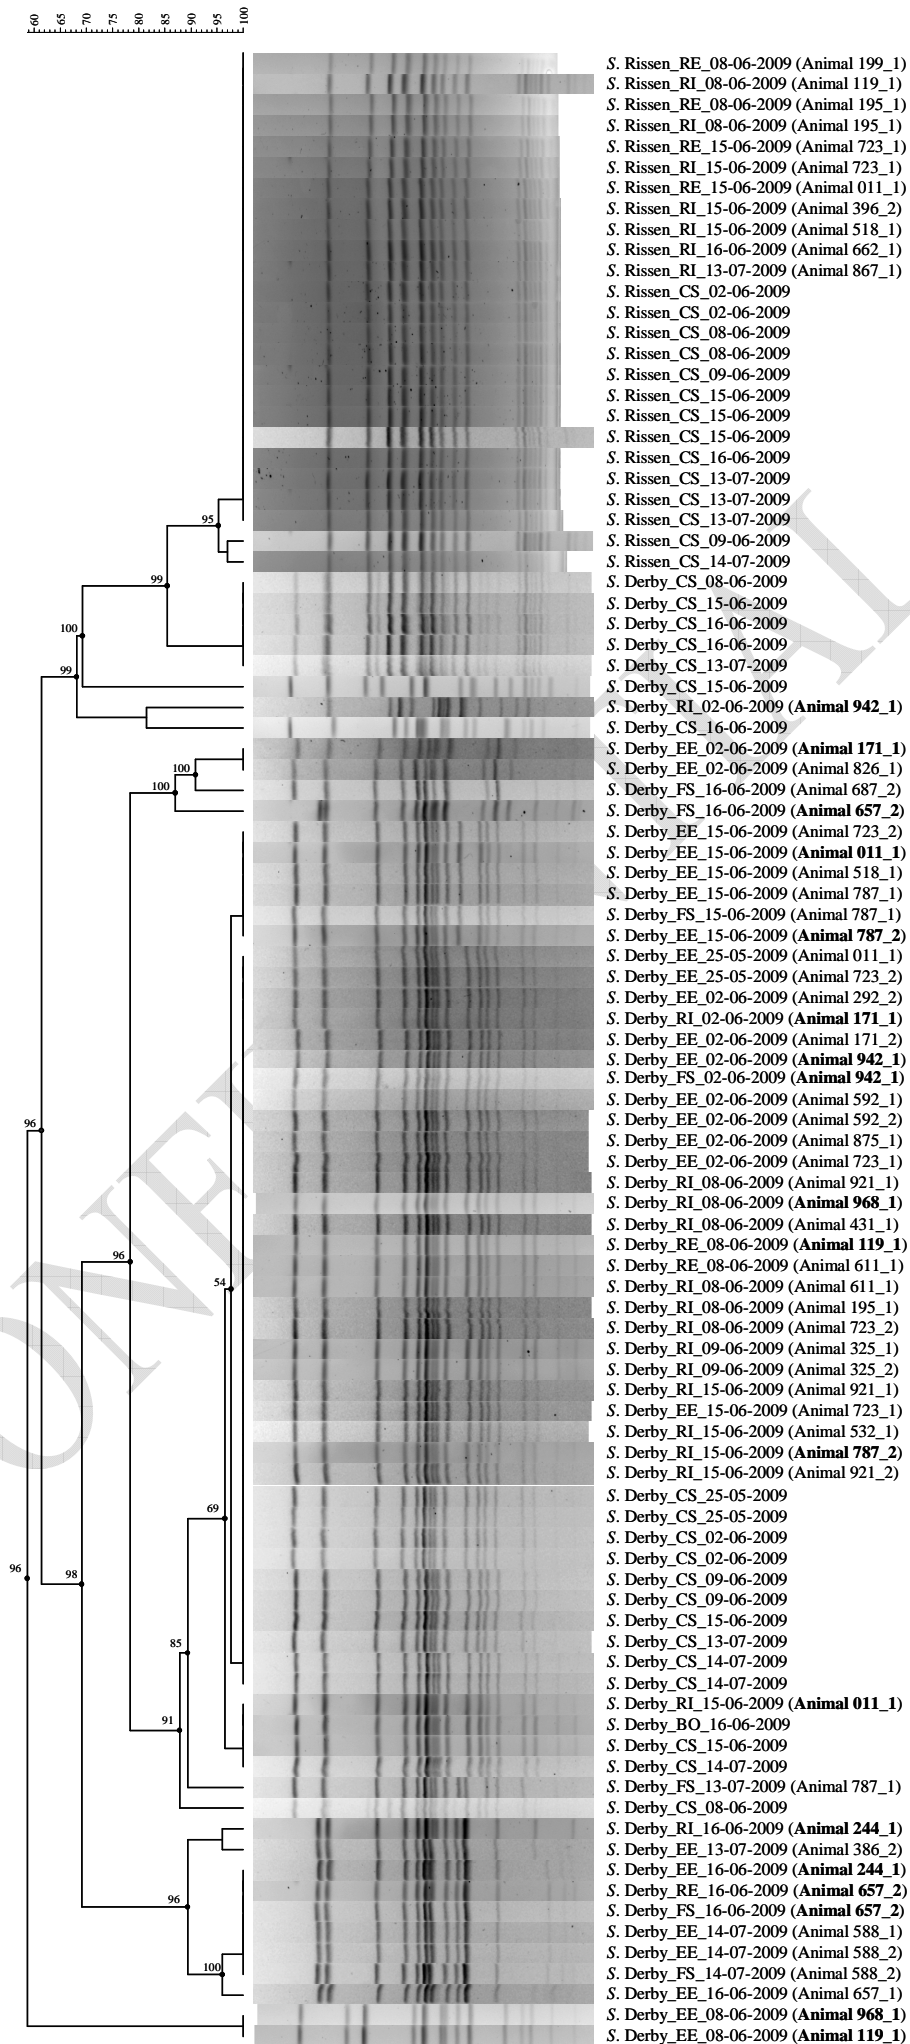 60 65 70 75 80 85 90 95 100
S. Rissen_RE_08-06-2009 (Animal 199_1)
S. Rissen_RI_08-06-2009 (Animal 119_1)
S. Rissen_RE_08-06-2009 (Animal 195_1)
S. Rissen_RI_08-06-2009 (Animal 195_1)
S. Rissen_RE_15-06-2009 (Animal 723_1)
S. Rissen_RI_15-06-2009 (Animal 723_1)
S. Rissen_RE_15-06-2009 (Animal 011_1)
S. Rissen_RI_15-06-2009 (Animal 396_2)
S. Rissen_RI_15-06-2009 (Animal 518_1)
S. Rissen_RI_16-06-2009 (Animal 662_1)
S. Rissen_RI_13-07-2009 (Animal 867_1)
S. Rissen_CS_02-06-2009
S. Rissen_CS_02-06-2009
S. Rissen_CS_08-06-2009
S. Rissen_CS_08-06-2009
S. Rissen_CS_09-06-2009
S. Rissen_CS_15-06-2009
S. Rissen_CS_15-06-2009
S. Rissen_CS_15-06-2009
S. Rissen_CS_16-06-2009
S. Rissen_CS_13-07-2009
S. Rissen_CS_13-07-2009
95 S. Rissen_CS_13-07-2009
S. Rissen_CS_09-06-2009
S. Rissen_CS_14-07-2009
99 S. Derby_CS_08-06-2009
S. Derby_CS_15-06-2009
100 S. Derby_CS_16-06-2009
S. Derby_CS_16-06-2009
99 S. Derby_CS_13-07-2009
S. Derby_CS_15-06-2009
S. Derby_RI_02-06-2009 (Animal 942_1)
S. Derby_CS_16-06-2009
S. Derby_EE_02-06-2009 (Animal 171_1)
100 S. Derby_EE_02-06-2009 (Animal 826_1)
100 S. Derby_FS_16-06-2009 (Animal 687_2)
S. Derby_FS_16-06-2009 (Animal 657_2)
S. Derby_EE_15-06-2009 (Animal 723_2)
S. Derby_EE_15-06-2009 (Animal 011_1)
S. Derby_EE_15-06-2009 (Animal 518_1)
S. Derby_EE_15-06-2009 (Animal 787_1)
S. Derby_FS_15-06-2009 (Animal 787_1)
S. Derby_EE_15-06-2009 (Animal 787_2)
S. Derby_EE_25-05-2009 (Animal 011_1)
S. Derby_EE_25-05-2009 (Animal 723_2)
S. Derby_EE_02-06-2009 (Animal 292_2)
S. Derby_RI_02-06-2009 (Animal 171_1)
S. Derby_EE_02-06-2009 (Animal 171_2)
S. Derby_EE_02-06-2009 (Animal 942_1)
S. Derby_FS_02-06-2009 (Animal 942_1)
S. Derby_EE_02-06-2009 (Animal 592_1)
96 S. Derby_EE_02-06-2009 (Animal 592_2)
S. Derby_EE_02-06-2009 (Animal 875_1)
S. Derby_EE_02-06-2009 (Animal 723_1)
S. Derby_RI_08-06-2009 (Animal 921_1)
S. Derby_RI_08-06-2009 (Animal 968_1)
S. Derby_RI_08-06-2009 (Animal 431_1)
96 S. Derby_RE_08-06-2009 (Animal 119_1)
S. Derby_RE_08-06-2009 (Animal 611_1)
54 S. Derby_RI_08-06-2009 (Animal 611_1)
S. Derby_RI_08-06-2009 (Animal 195_1)
S. Derby_RI_08-06-2009 (Animal 723_2)
S. Derby_RI_09-06-2009 (Animal 325_1)
S. Derby_RI_09-06-2009 (Animal 325_2)
S. Derby_RI_15-06-2009 (Animal 921_1)
S. Derby_EE_15-06-2009 (Animal 723_1)
S. Derby_RI_15-06-2009 (Animal 532_1)
S. Derby_RI_15-06-2009 (Animal 787_2)
S. Derby_RI_15-06-2009 (Animal 921_2)
S. Derby_CS_25-05-2009
69 S. Derby_CS_25-05-2009
S. Derby_CS_02-06-2009
S. Derby_CS_02-06-2009
96 98 S. Derby_CS_09-06-2009
S. Derby_CS_09-06-2009
S. Derby_CS_15-06-2009
85 S. Derby_CS_13-07-2009
S. Derby_CS_14-07-2009
S. Derby_CS_14-07-2009
S. Derby_RI_15-06-2009 (Animal 011_1)
91 S. Derby_BO_16-06-2009
S. Derby_CS_15-06-2009
S. Derby_CS_14-07-2009
S. Derby_FS_13-07-2009 (Animal 787_1)
S. Derby_CS_08-06-2009
S. Derby_RI_16-06-2009 (Animal 244_1)
S. Derby_EE_13-07-2009 (Animal 386_2)
S. Derby_EE_16-06-2009 (Animal 244_1)
96 S. Derby_RE_16-06-2009 (Animal 657_2)
S. Derby_FS_16-06-2009 (Animal 657_2)
S. Derby_EE_14-07-2009 (Animal 588_1)
S. Derby_EE_14-07-2009 (Animal 588_2)
100 S. Derby_FS_14-07-2009 (Animal 588_2)
S. Derby_EE_16-06-2009 (Animal 657_1)
S. Derby_EE_08-06-2009 (Animal 968_1)
S. Derby_EE_08-06-2009 (Animal 119_1)